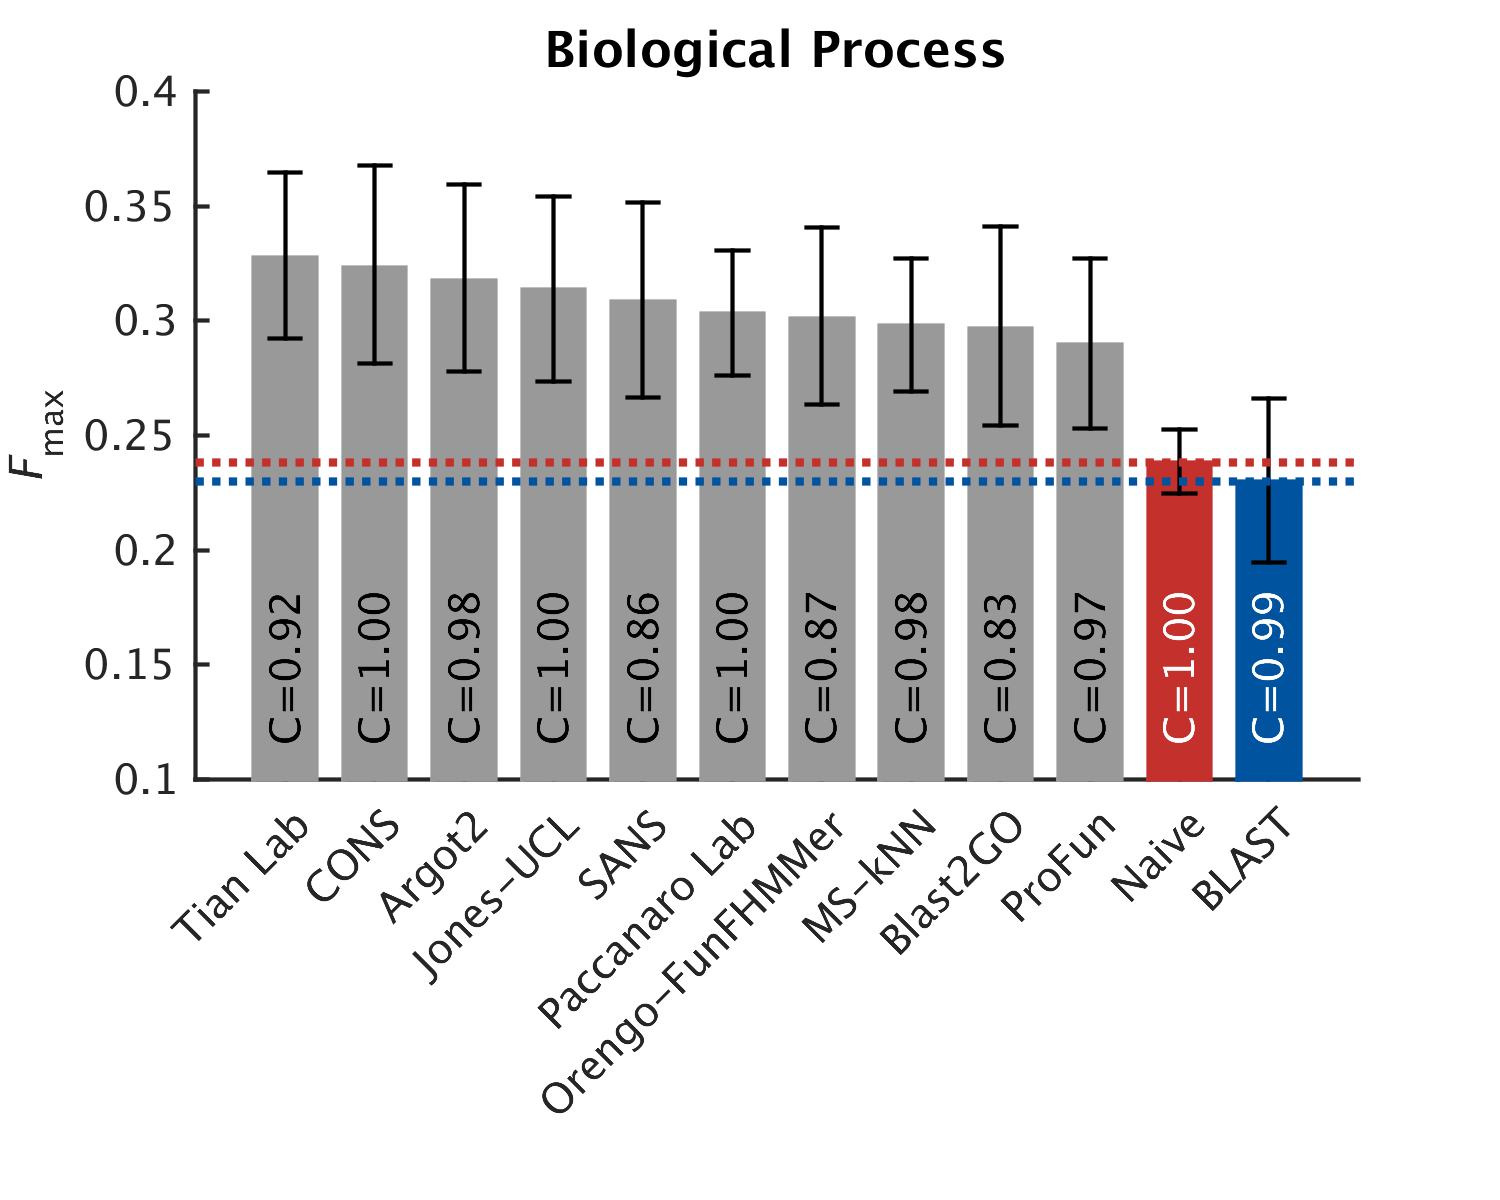 Biological Process
0.4
0.35
0.3
0.25
0.2
0.15
0.1
Fmax
C=0.92
C=1.00
C=0.98
C=1.00
C=0.86
C=1.00
C=0.87
C=0.98
C=0.83
C=0.97
C=1.00
C=0.99
Tian Lab
CONS
Argot2
Jones-UCL
SANS
Paccanaro Lab
Orengo-FunFHMMer
MS-kNN
Blast2GO
ProFun
Naive
BLAST